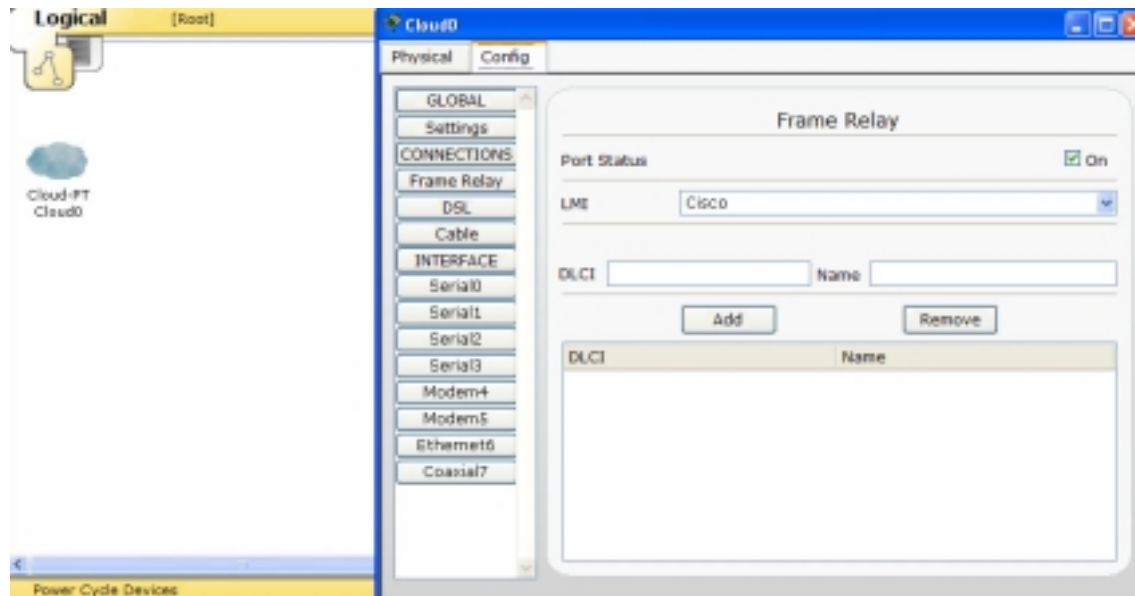 Logical [Root]
Cloud-PT
Cloud0
Power Cycle Devices
Cloud0
Physical Config
GLOBAL
Settings
CONNECTIONS
Frame Relay
DSL
Cable
INTERFACE
Serial0
Serial1
Serial2
Serial3
Modem4
Modem5
Ethernet6
Coaxial7
Frame Relay
Port Status On
LMI Cisco
DLCI Name
Add Remove
DLCI Name